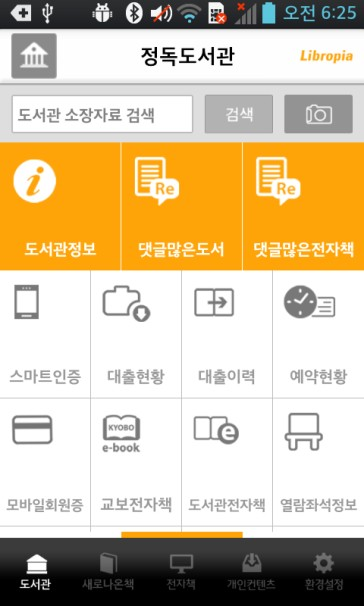 오전 6:25
정독도서관
Libropia
도서관 소장자료 검색
검색
i
Re
Re
도서관정보
댓글많은도서
댓글많은전자책
스마트인증
대출현황
대출이력
예약현황
KYOBO
e-book
e
모바일회원증
교보전자책
도서관전자책
열람좌석정보
도서관
새로나온책
전자책
개인컨텐츠
환경설정